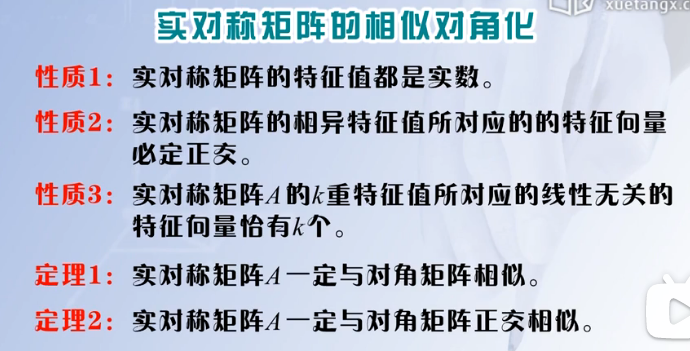 xuetangx.c
实对称矩阵的相似对角化
性质1：实对称矩阵的特征值都是实数。
性质2：实对称矩阵的相异特征值所对应的的特征向量
必定正交。
性质3：实对称矩阵A的k重特征值所对应的线性无关的
特征向量恰有k个。
定理1：实对称矩阵A一定与对角矩阵相似。
定理2：实对称矩阵A一定与对角矩阵正交相似。